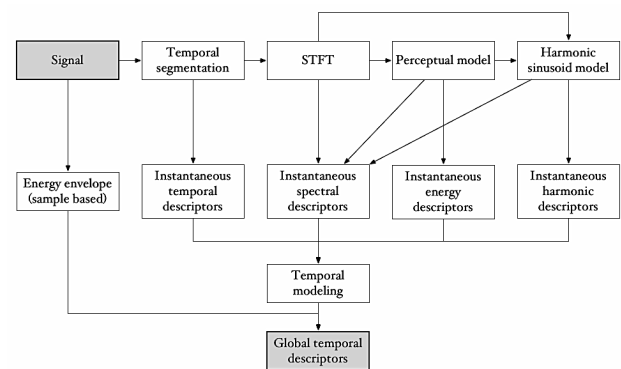 Signal
Temporal
segmentation
STFT
Perceptual model
Harmonic
sinusoid model
Energy envelope
(sample based)
Instantaneous
temporal
descriptors
Instantaneous
spectral
descriptors
Instantaneous
energy
descriptors
Instantaneous
harmonic
descriptors
Temporal
modeling
Global temporal
descriptors